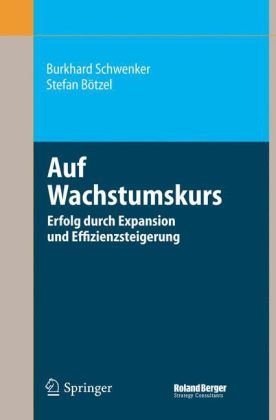 Burkhard Schwenker
Stefan Bötzel
Auf
Wachstumskurs
Erfolg durch Expansion
und Effizienzsteigerung
Springer
Roland Berger
Strategy Consultants